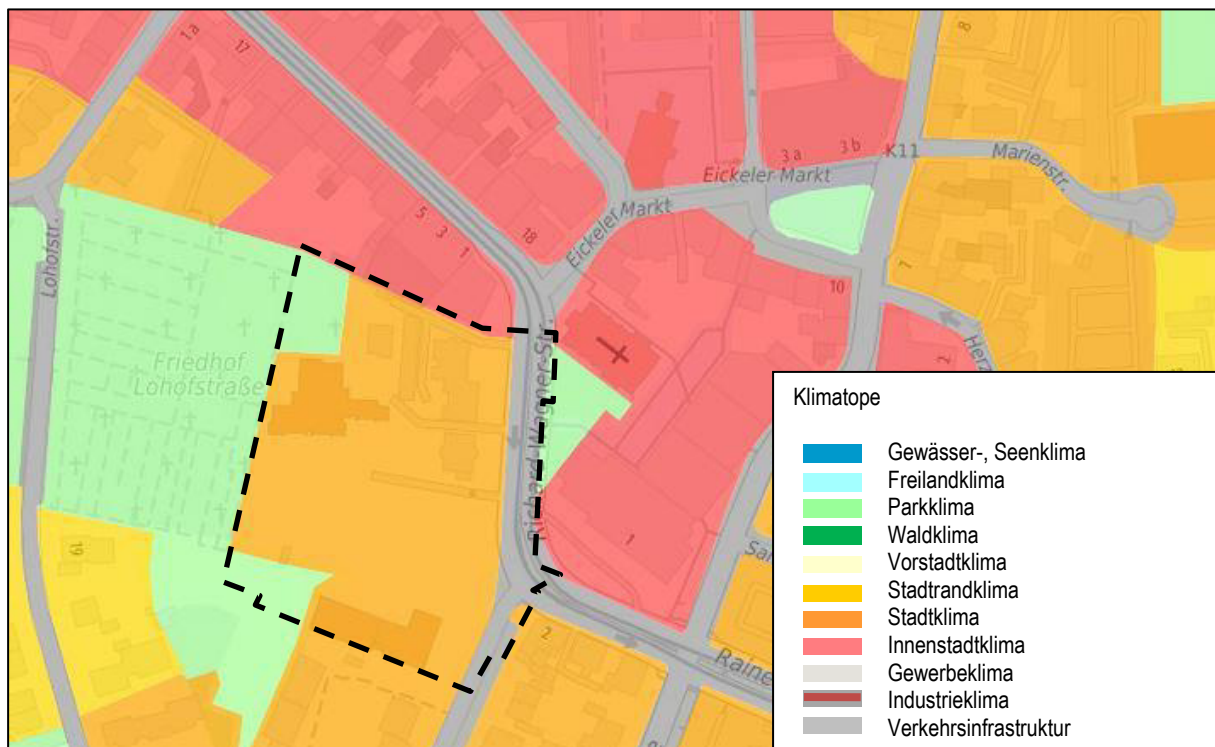 1a
17
8
3 a
3 b
K11
Marienstr.
Eickeler Markt
Eickeler Markt
Lohofstr.
5
3
1
18
7
10
2
Herz
Friedhof
Lohofstraße
Richard-Wagner-Str.
19
1
2
Raine
Klimatope
Gewässer-, Seenklima
Freilandklima
Parkklima
Waldklima
Vorstadtklima
Stadtrandklima
Stadtklima
Innenstadtklima
Gewerbeklima
Industrieklima
Verkehrsinfrastruktur